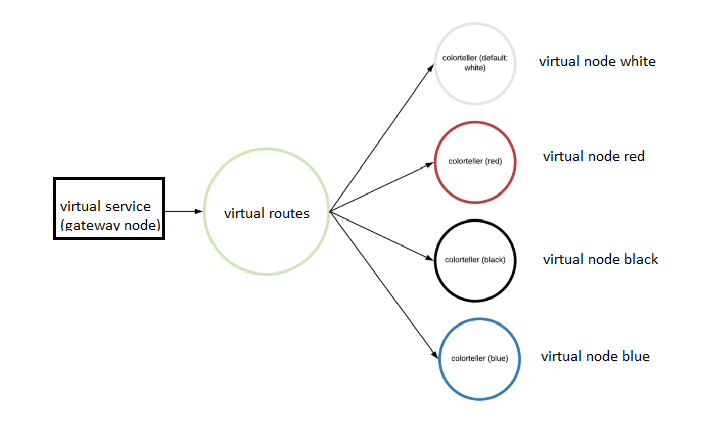 virtual service
(gateway node)
virtual routes
colorteller (default:
white)
virtual node white
colorteller (red)
virtual node red
colorteller (black)
virtual node black
colorteller (blue)
virtual node blue